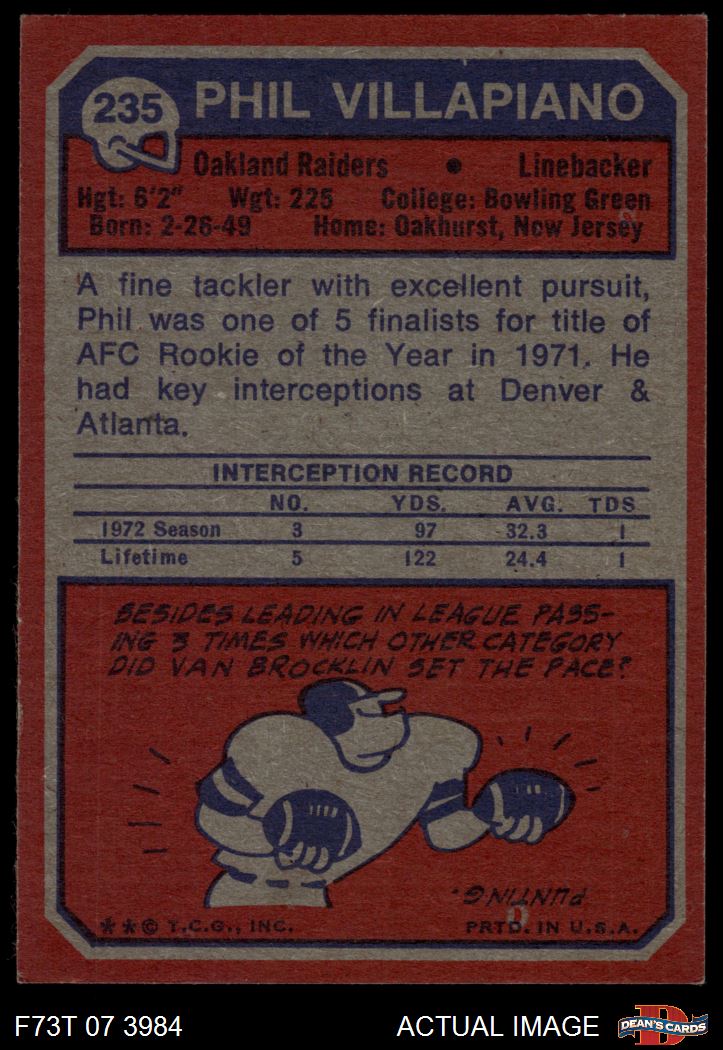 235 PHIL VILLAPIANO
Oakland Raiders • Linebacker
Hgt: 6'2" Wgt: 225 College: Bowling Green
Born: 2-26-49 Home: Oakhurst, New Jersey
A fine tackler with excellent pursuit,
Phil was one of 5 finalists for title of
AFC Rookie of the Year in 1971. He
had key interceptions at Denver &
Atlanta.
INTERCEPTION RECORD
NO. YDS. AVG. TDS
1972 Season 3 97 32.3 1
Lifetime 5 122 24.4 1
BESIDES LEADING IN LEAGUE PASS-
ING 3 TIMES WHICH OTHER CATEGORY
DID VAN BROCKLIN SET THE PACE?
PUNTING.
** © T.C.G., INC. PRTD. IN U.S.A.
F73T 07 3984 ACTUAL IMAGE D DEAN'S CARDS